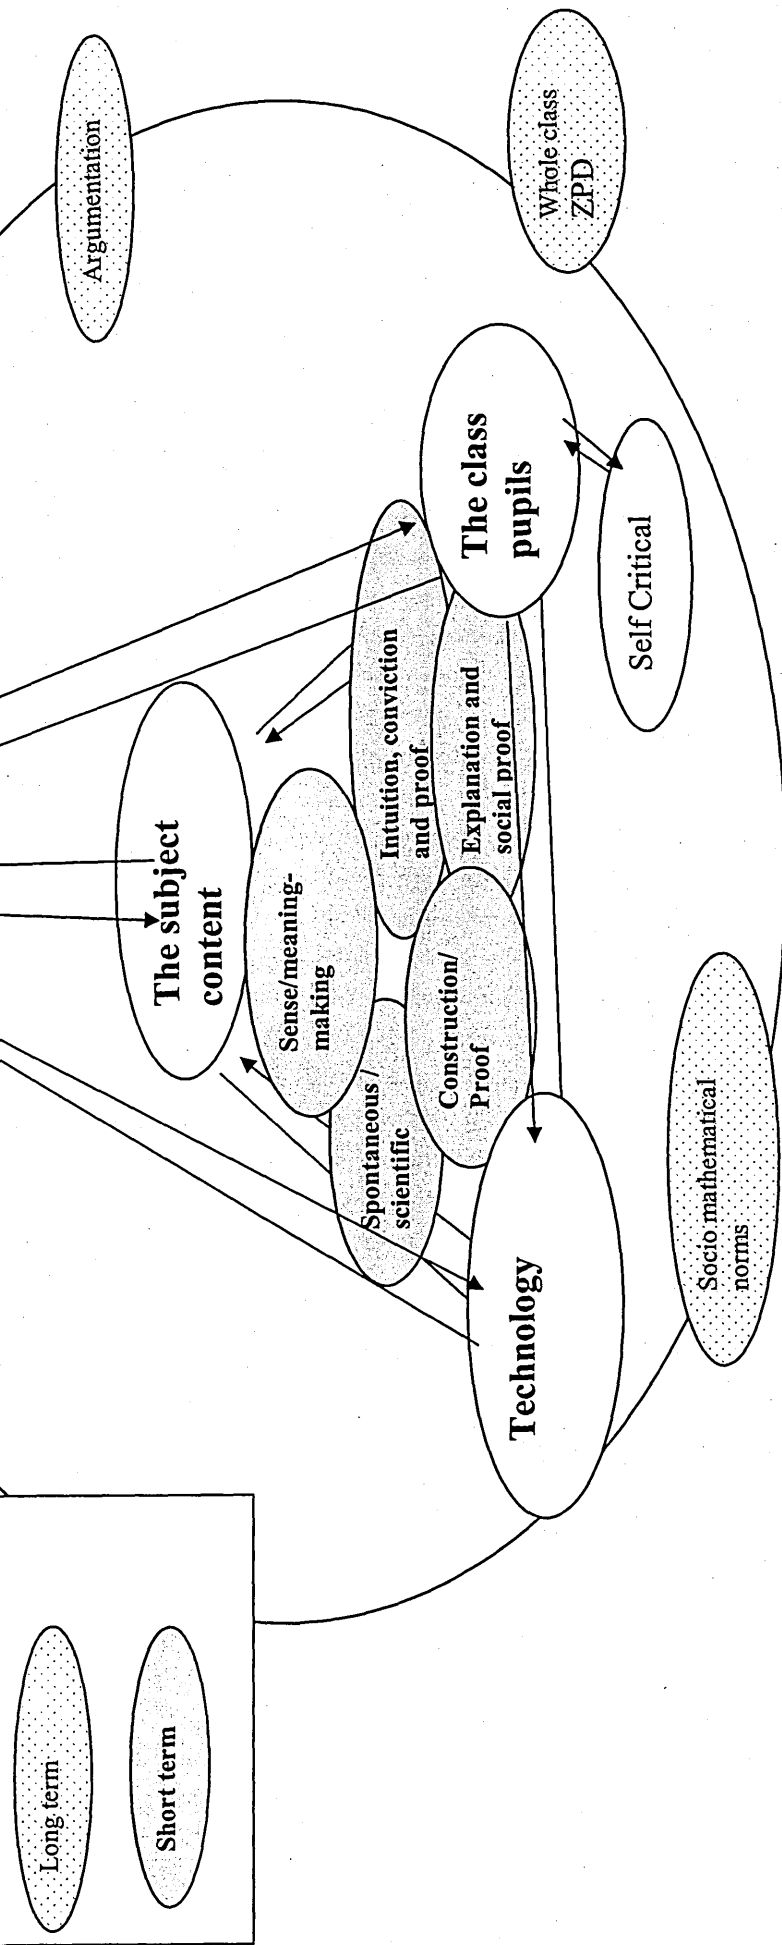 Long term
Short term
Argumentation
Whole class
ZPD
The subject
content
Sense/meaning-
making
Spontaneous /
scientific
Intuition, conviction
and proof
Explanation and
social proof
Construction/
Proof
The class
pupils
Technology
Self Critical
Socio mathematical
norms